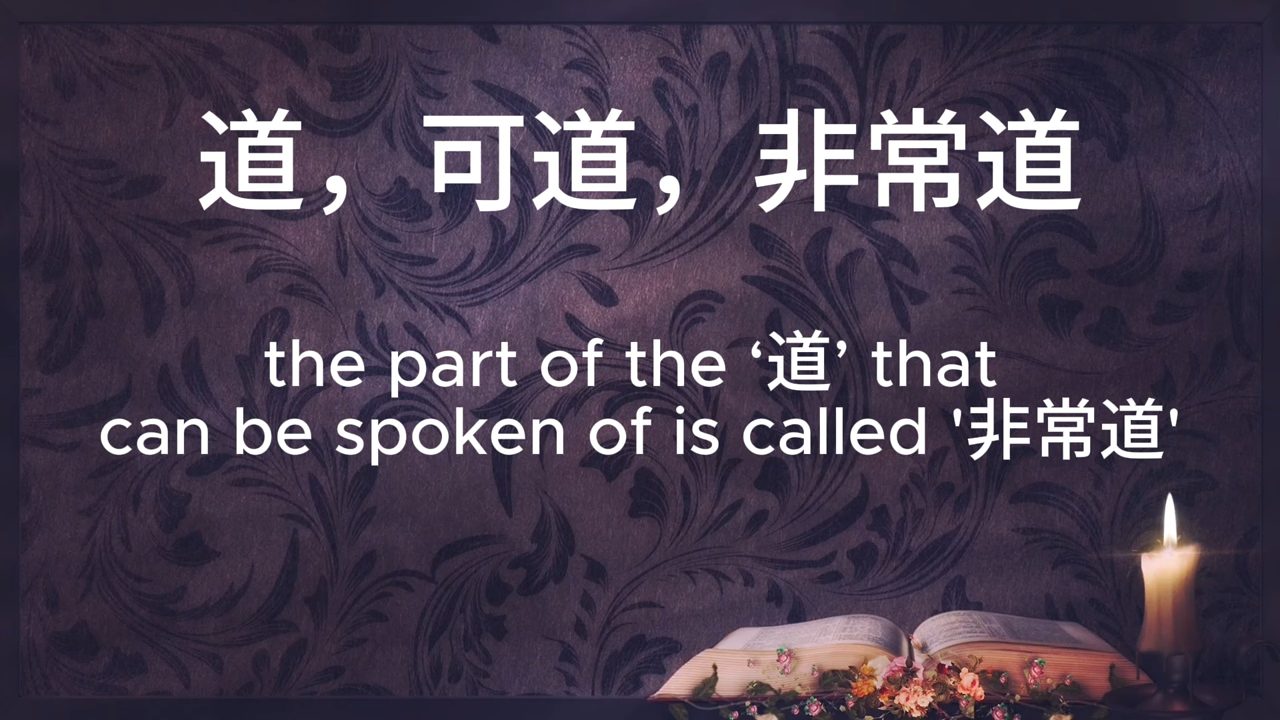 道，可道，非常道
the part of the ‘道’ that
can be spoken of is called '非常道'